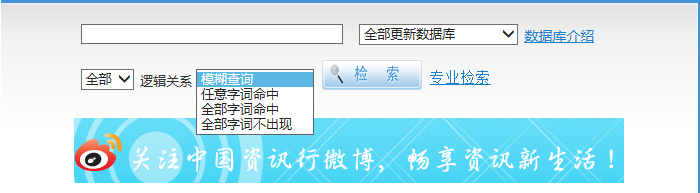 全部更新数据库 数据库介绍
全部 逻辑关系 模糊查询 检 索 专业检索
任意字词命中
全部字词命中
全部字词不出现
关注中国资讯行微博，畅享资讯新生活！